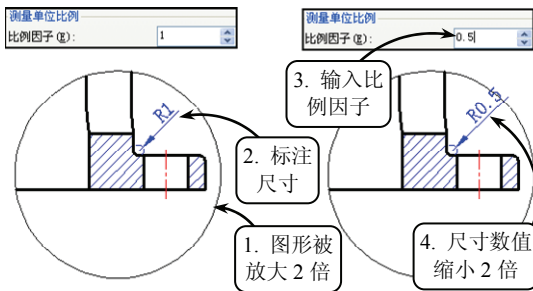 测量单位比例
比例因子(E):
1
测量单位比例
比例因子(E):
0.5
3. 输入比
例因子
R1
R0.5
2. 标注
尺寸
1. 图形被
放大 2 倍
4. 尺寸数值
缩小 2 倍